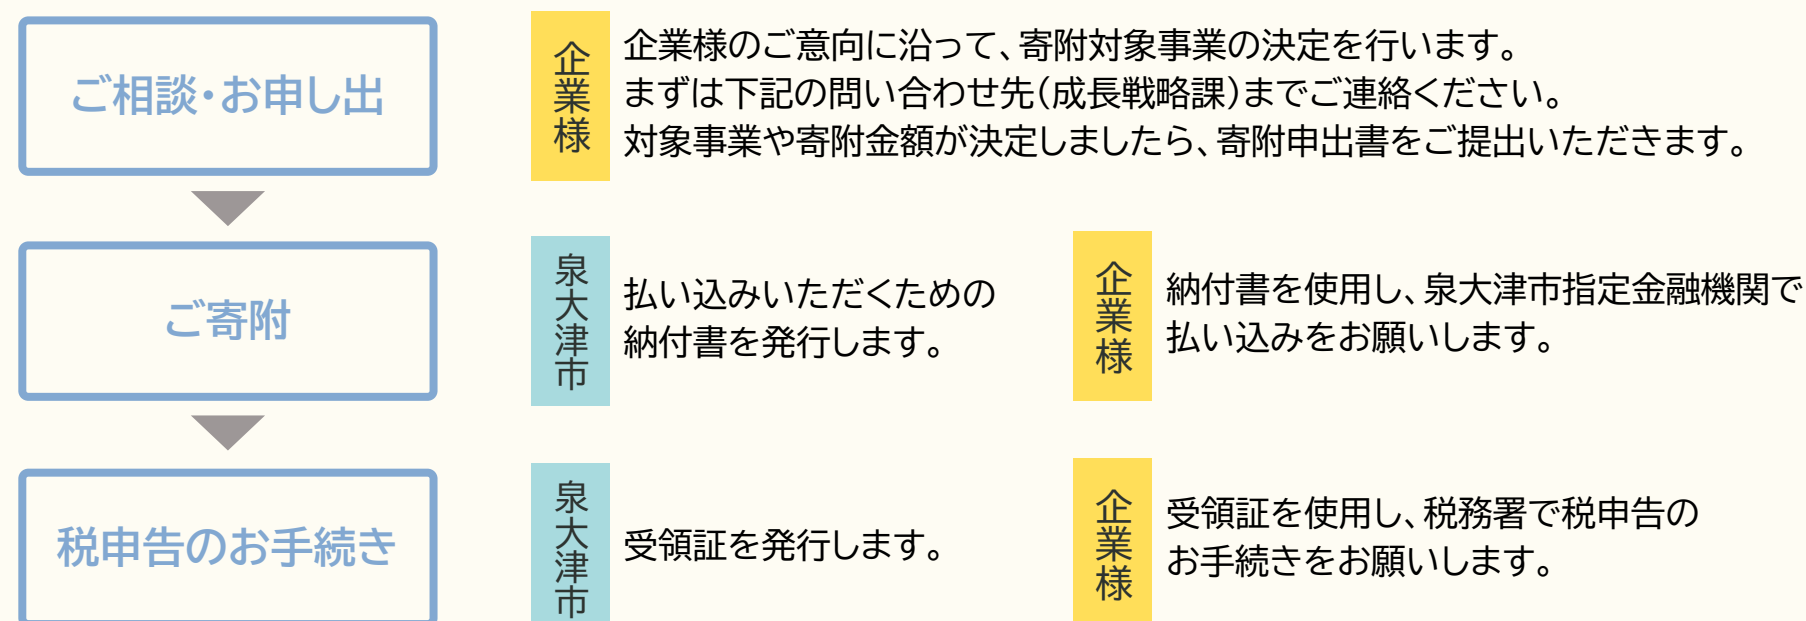 ご相談・お申し出
企業様
企業様のご意向に沿って、寄附対象事業の決定を行います。
まずは下記の問い合わせ先(成長戦略課)までご連絡ください。
対象事業や寄附金額が決定しましたら、寄附申出書をご提出いただきます。
ご寄附
泉大津市
払い込みいただくための
納付書を発行します。
企業様
納付書を使用し、泉大津市指定金融機関で
払い込みをお願いします。
税申告のお手続き
泉大津市
受領証を発行します。
企業様
受領証を使用し、税務署で税申告の
お手続きをお願いします。